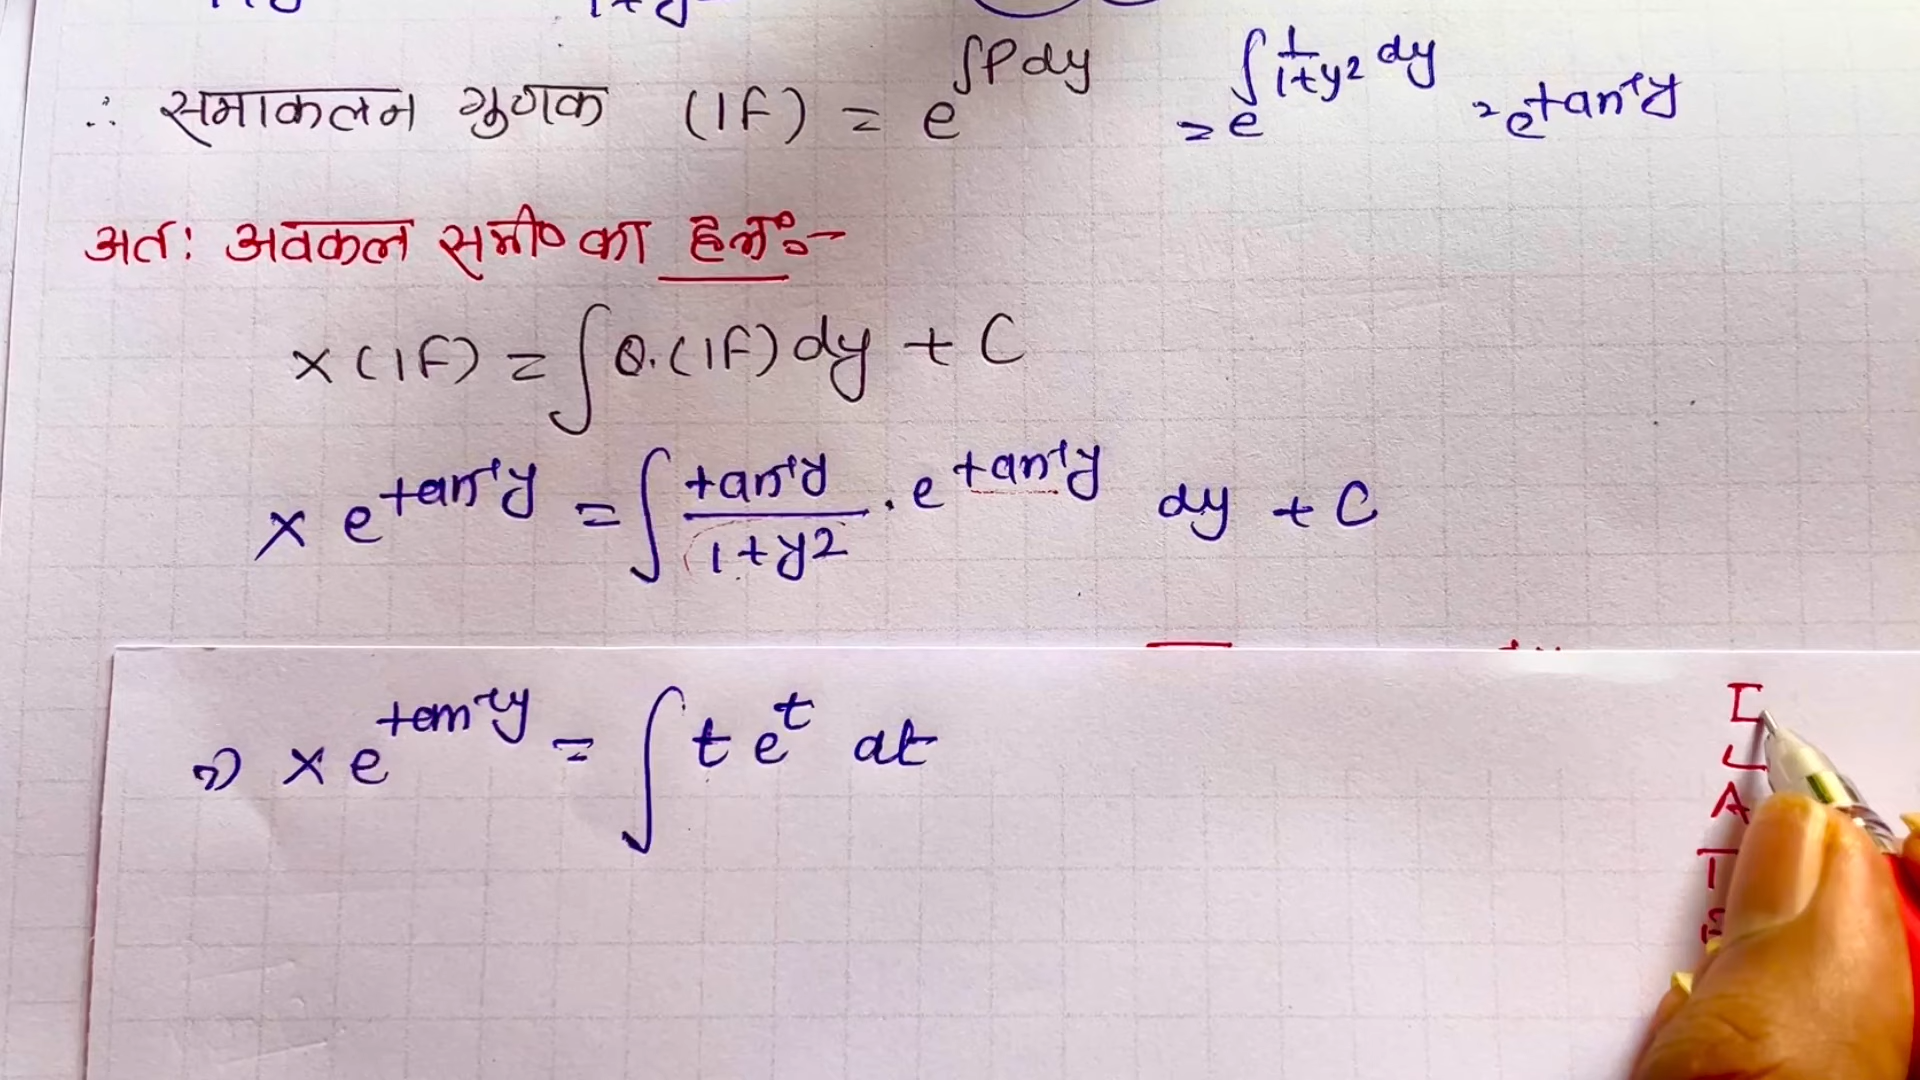 ∴ समाकलन गुणक (IF) = e^∫Pdy = e^∫1/1+y² dy = e^tan⁻¹y
अतः अवकल समी० का हलः-
x(IF) = ∫Q.(IF)dy + C
x e^tan⁻¹y = ∫ tan⁻¹y/1+y² . e^tan⁻¹y dy + C
⇒ x e^tan⁻¹y = ∫ t e^t dt
I
L
A
T
E